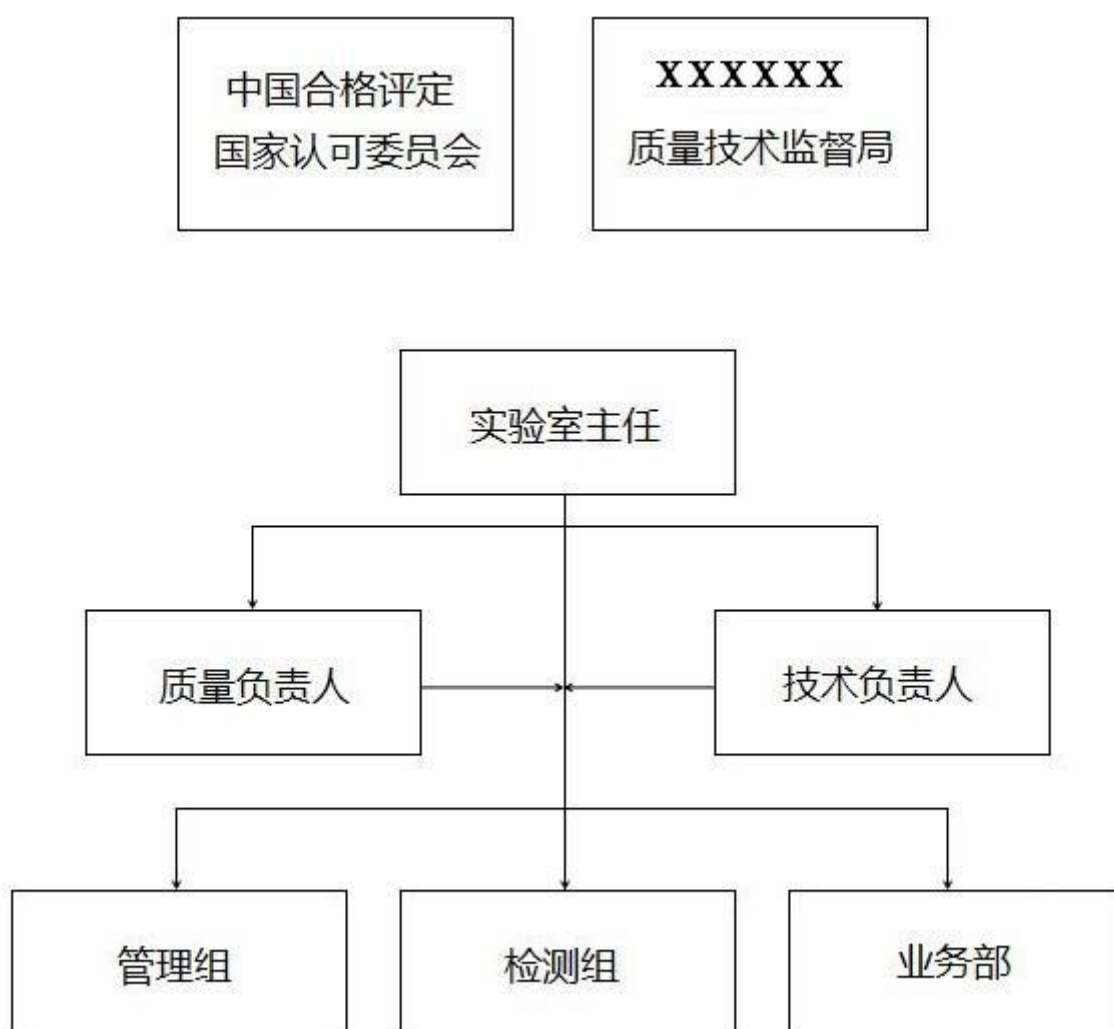 中国合格评定
国家认可委员会
XXXXXX
质量技术监督局
实验室主任
质量负责人
技术负责人
管理组
检测组
业务部